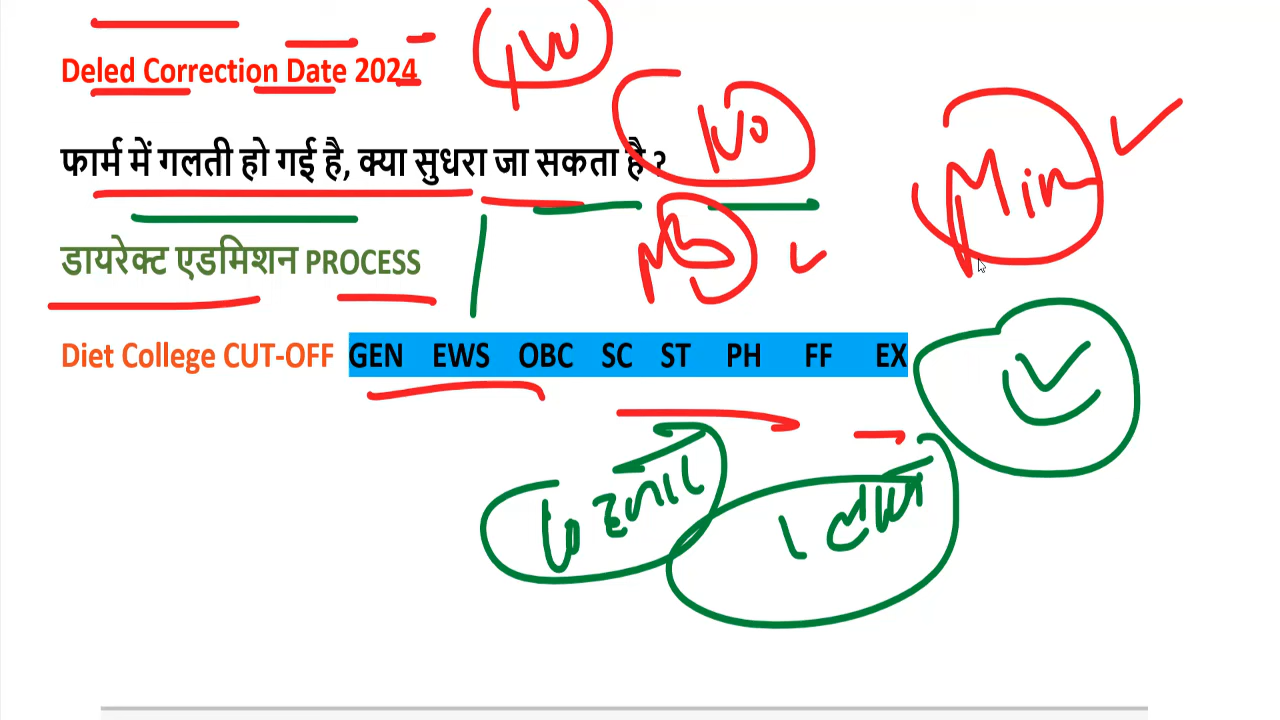 Deled Correction Date 2024
फार्म में गलती हो गई है, क्या सुधरा जा सकता है ?
No
Min
डायरेक्ट एडमिशन PROCESS
Diet College CUT-OFF GEN EWS OBC SC ST PH FF EX